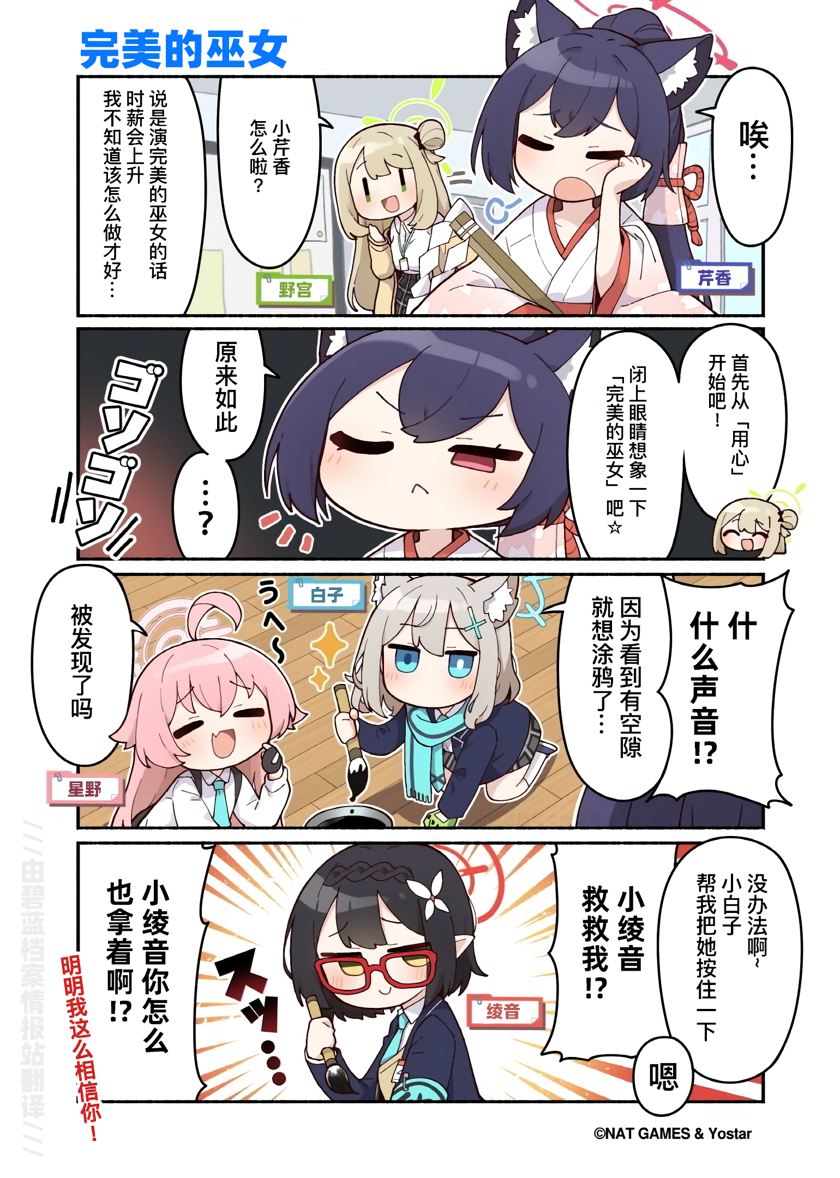 完美的巫女
唉…
小芹香
怎么啦？
说是演完美的巫女的话
时薪会上升
我不知道该怎么做才好…
野宫
芹香
首先从「用心」
开始吧！
闭上眼睛想象一下
「完美的巫女」吧☆
原来如此
…？
ゴソゴソ
什
什么声音!?
因为看到有空隙
就想涂鸦了…
白子
うへ〜
被发现了吗
星野
没办法啊~
小白子
帮我把她按住一下
嗯
小绫音
救救我!?
绫音
スッ…
小绫音你怎么
也拿着啊!?
明明我这么相信你！
//由碧蓝档案情报站翻译//
©NAT GAMES & Yostar